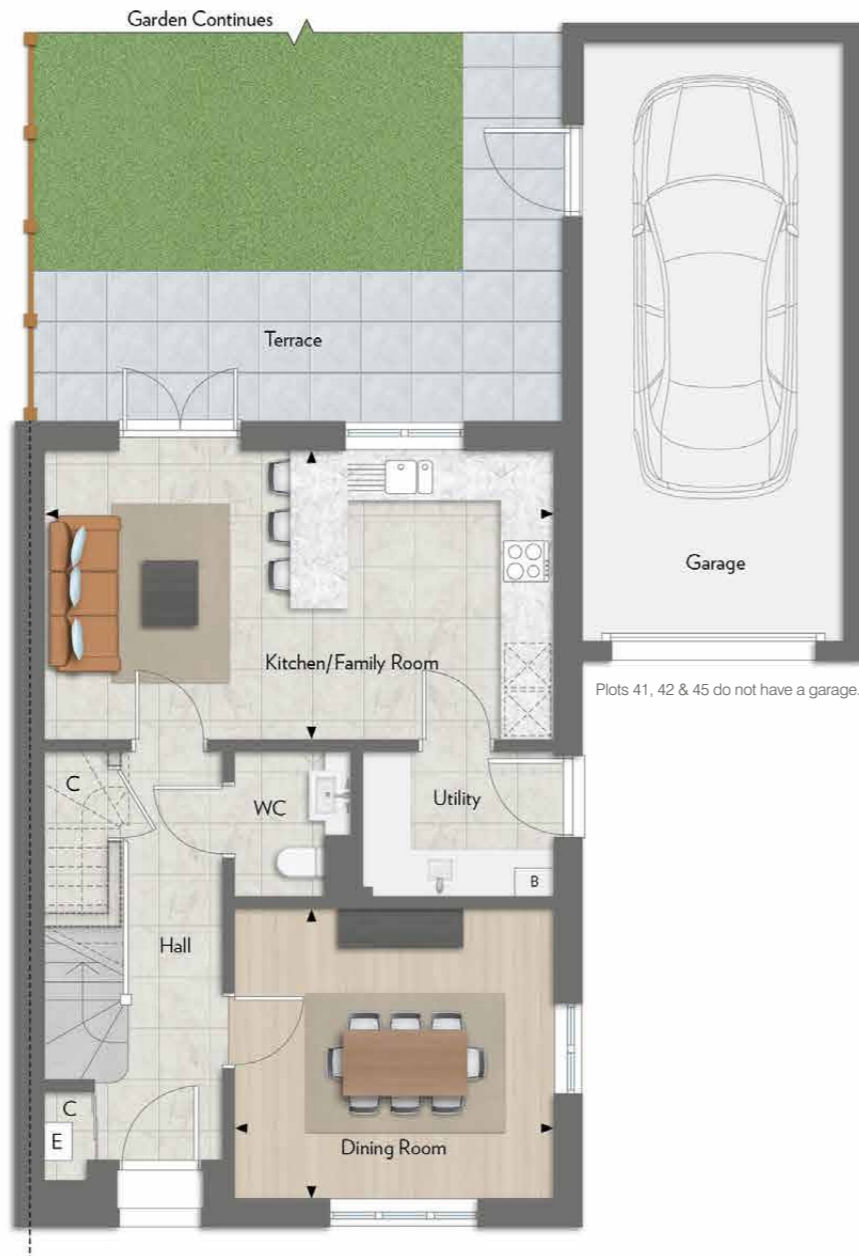 Garden Continues
Terrace
Garage
Kitchen/Family Room
Plots 41, 42 & 45 do not have a garage.
C
WC
Utility
B
Hall
C
E
Dining Room